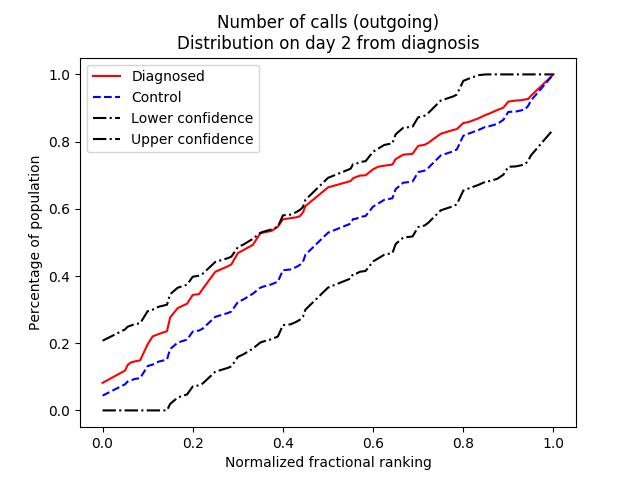 Number of calls (outgoing)
Distribution on day 2 from diagnosis
Diagnosed
Control
Lower confidence
Upper confidence
Percentage of population
1.0
0.8
0.6
0.4
0.2
0.0
0.0 0.2 0.4 0.6 0.8 1.0
Normalized fractional ranking